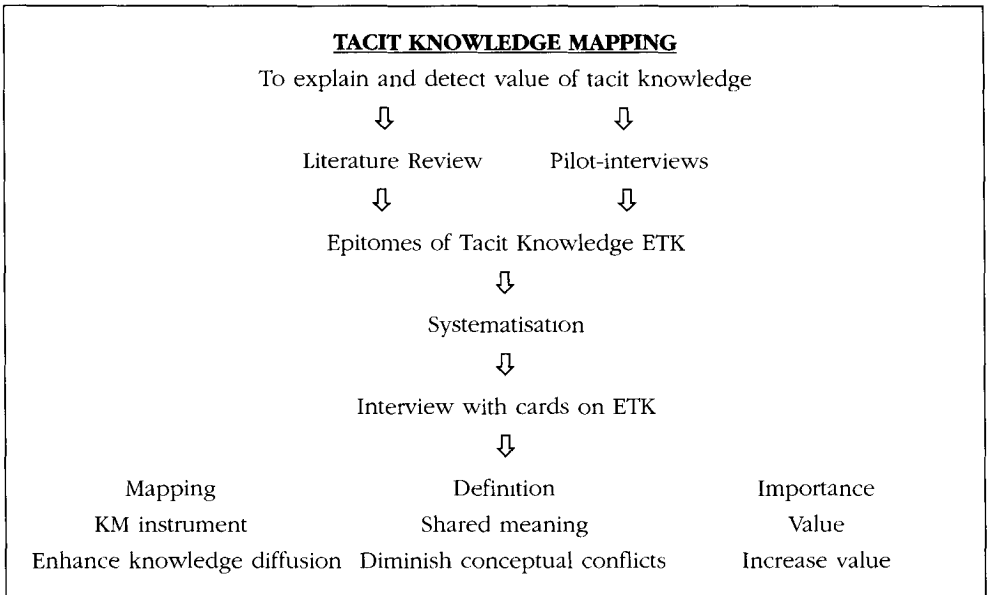 TACIT KNOWLEDGE MAPPING
To explain and detect value of tacit knowledge
⇩ ⇩
Literature Review Pilot-interviews
⇩ ⇩
Epitomes of Tacit Knowledge ETK
⇩
Systematisation
⇩
Interview with cards on ETK
⇩
Mapping Definition Importance
KM instrument Shared meaning Value
Enhance knowledge diffusion Diminish conceptual conflicts Increase value